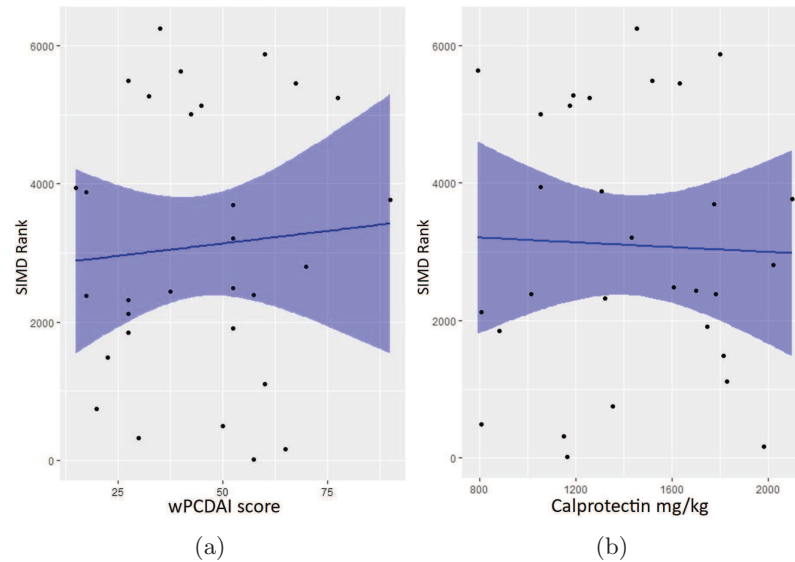 6000
4000
2000
0
SIMD Rank
25 50 75
wPCDAI score
(a)
6000
4000
2000
0
SIMD Rank
800 1200 1600 2000
Calprotectin mg/kg
(b)